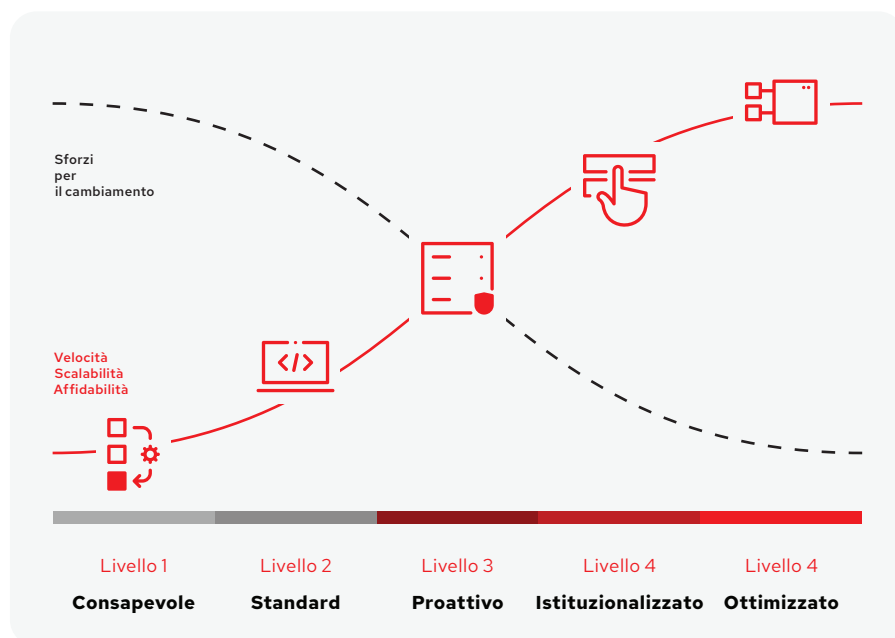 Sforzi
per
il cambiamento
Velocità
Scalabilità
Affidabilità
Livello 1
Livello 2
Livello 3
Livello 4
Livello 4
Consapevole
Standard
Proattivo
Istituzionalizzato
Ottimizzato